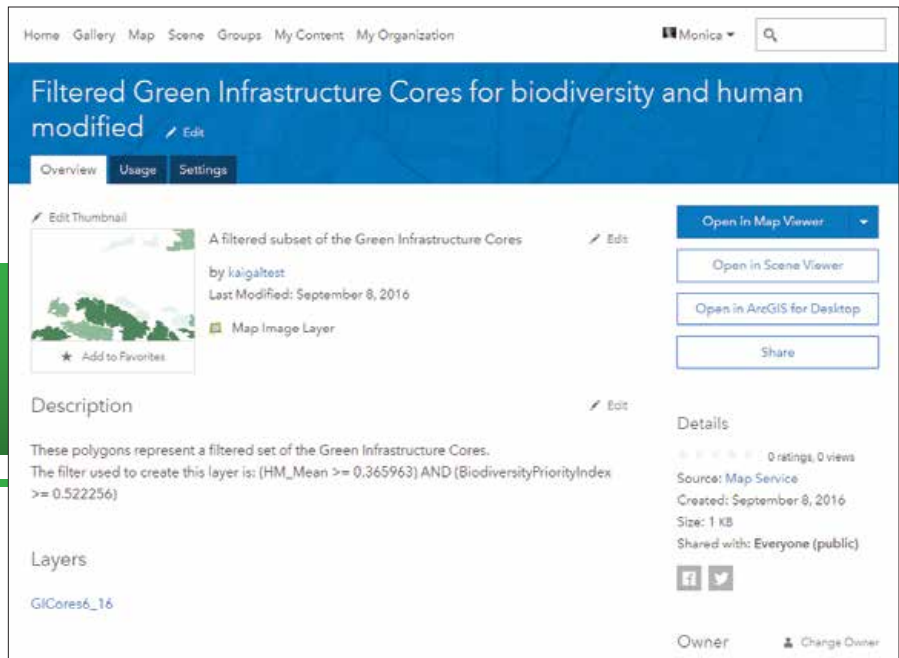 Home Gallery Map Scene Groups My Content My Organization
Monica
Filtered Green Infrastructure Cores for biodiversity and human
modified Edit
Overview Usage Settings
Edit Thumbnail
A filtered subset of the Green Infrastructure Cores Edit
by kaigaltest
Last Modified: September 8, 2016
Map Image Layer
Add to Favorites
Open in Map Viewer
Open in Scene Viewer
Open in ArcGIS for Desktop
Share
Description Edit
These polygons represent a filtered set of the Green Infrastructure Cores.
The filter used to create this layer is: (HM_Mean >= 0.365963) AND (BiodiversityPriorityIndex
>= 0.522256)
Layers
GICores6_16
Details
0 ratings, 0 views
Source: Map Service
Created: September 8, 2016
Size: 1 KB
Shared with: Everyone (public)
Owner Change Owner